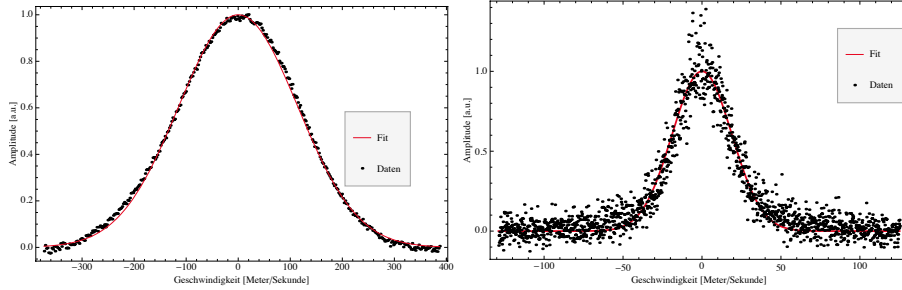 1.0
0.8
0.6
0.4
0.2
0.0
Amplitude [a.u.]
Fit
Daten
−300 −200 −100 0 100 200 300 400
Geschwindigkeit [Meter/Sekunde]
1.0
0.5
0.0
Amplitude [a.u.]
Fit
Daten
−100 −50 0 50 100
Geschwindigkeit [Meter/Sekunde]